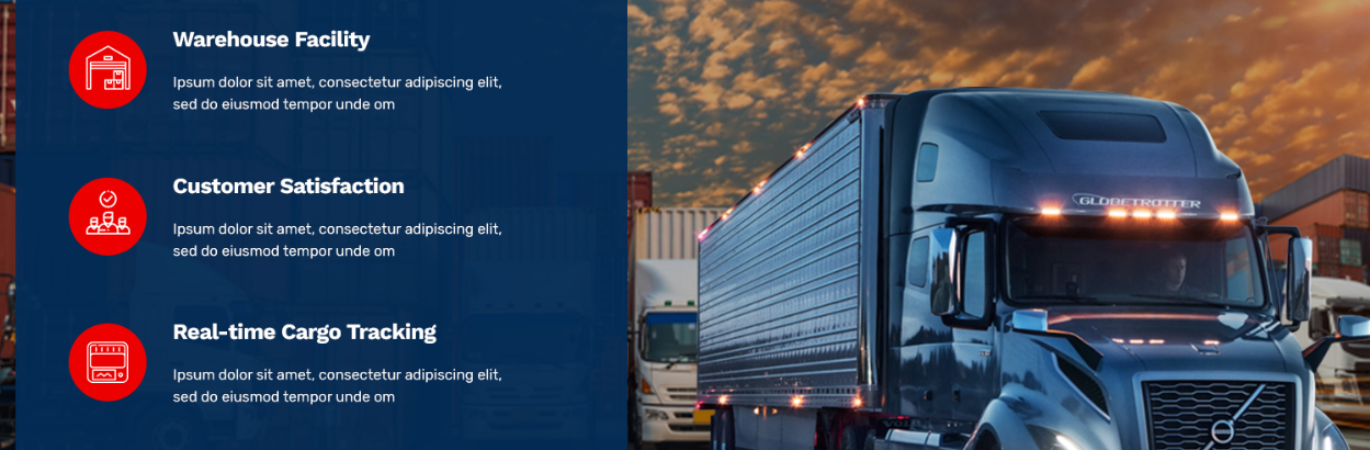 Warehouse Facility
Ipsum dolor sit amet, consectetur adipiscing elit,
sed do eiusmod tempor unde om
Customer Satisfaction
Ipsum dolor sit amet, consectetur adipiscing elit,
sed do eiusmod tempor unde om
Real-time Cargo Tracking
Ipsum dolor sit amet, consectetur adipiscing elit,
sed do eiusmod tempor unde om
GLOBETROTTER